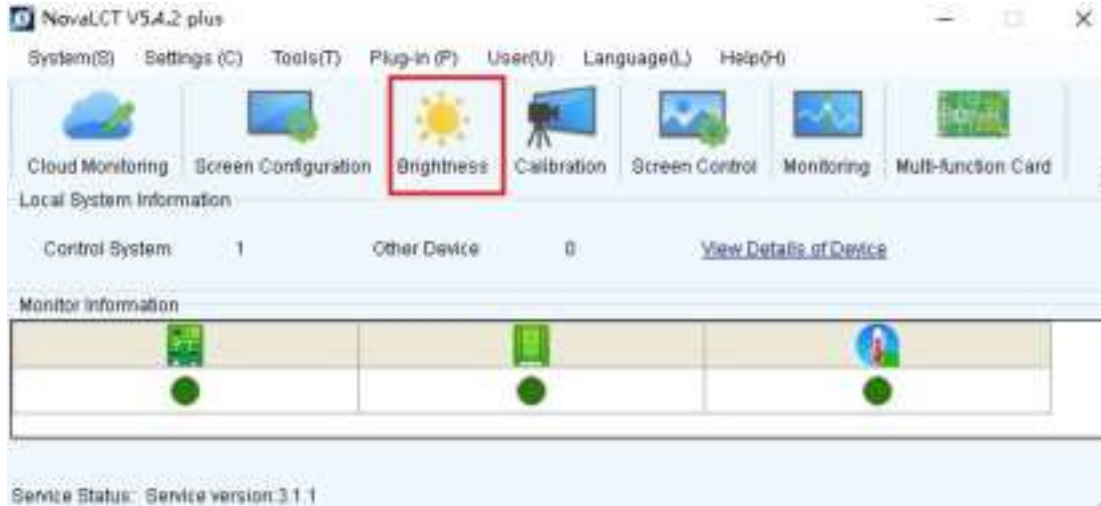 NovaLCT V5.4.2 plus
System(S) Settings (C) Tools(T) Plug-in (P) User(U) Language(L) Help(H)
Cloud Monitoring Screen Configuration Brightness Calibration Screen Control Monitoring Multi-function Card
Local System Information
Control System 1 Other Device 0 View Details of Device
Monitor Information
Service Status: Service version:3.1.1